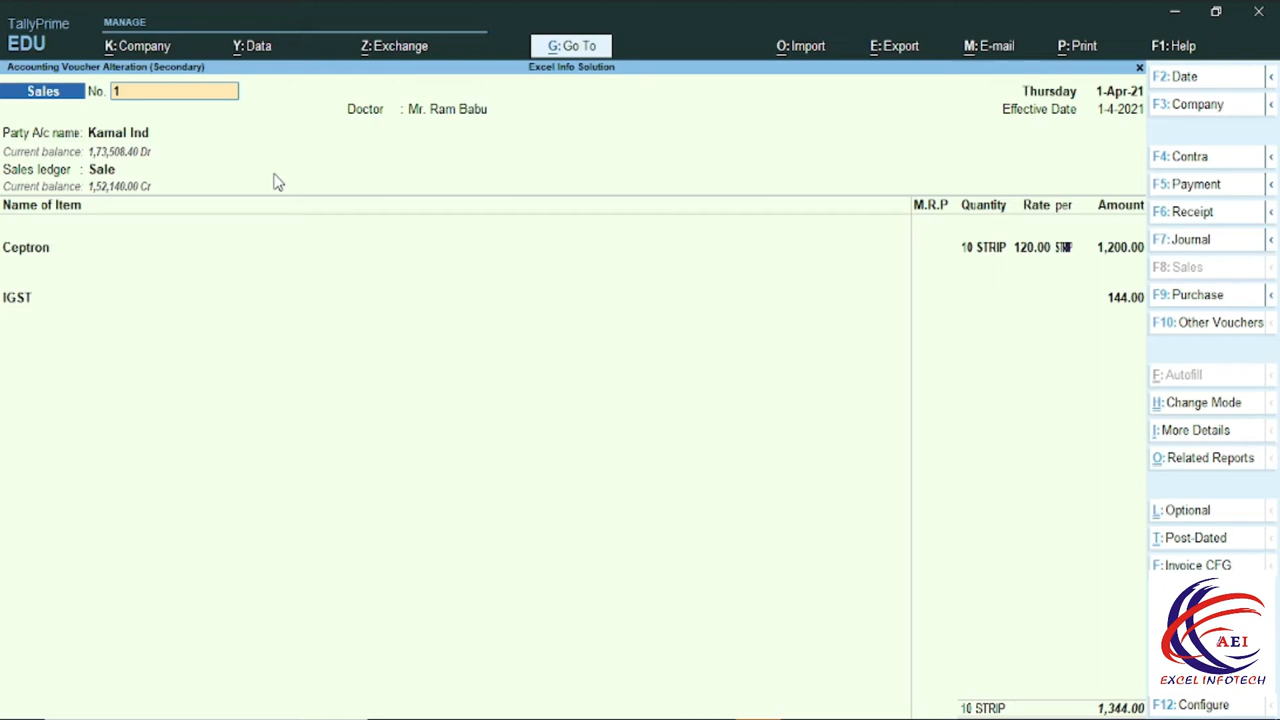 TallyPrime
EDU
MANAGE
K: Company
Y: Data
Z: Exchange
G: Go To
O: Import
E: Export
M: E-mail
P: Print
F1: Help
Accounting Voucher Alteration (Secondary)
Excel Info Solution
x
Sales
No. 1
Thursday
1-Apr-21
Doctor : Mr. Ram Babu
Effective Date 1-4-2021
Party A/c name: Kamal Ind
Current balance: 1,73,508.40 Dr
Sales ledger : Sale
Current balance: 1,52,140.00 Cr
Name of Item
M.R.P Quantity Rate per Amount
Ceptron
10 STRIP 120.00 1,200.00
IGST
144.00
10 STRIP
1,344.00
F2: Date
F3: Company
F4: Contra
F5: Payment
F6: Receipt
F7: Journal
F8: Sales
F9: Purchase
F10: Other Vouchers
F: Autofill
H: Change Mode
I: More Details
O: Related Reports
L: Optional
T: Post-Dated
F: Invoice CFG
AEI
EXCEL INFOTECH
F12: Configure